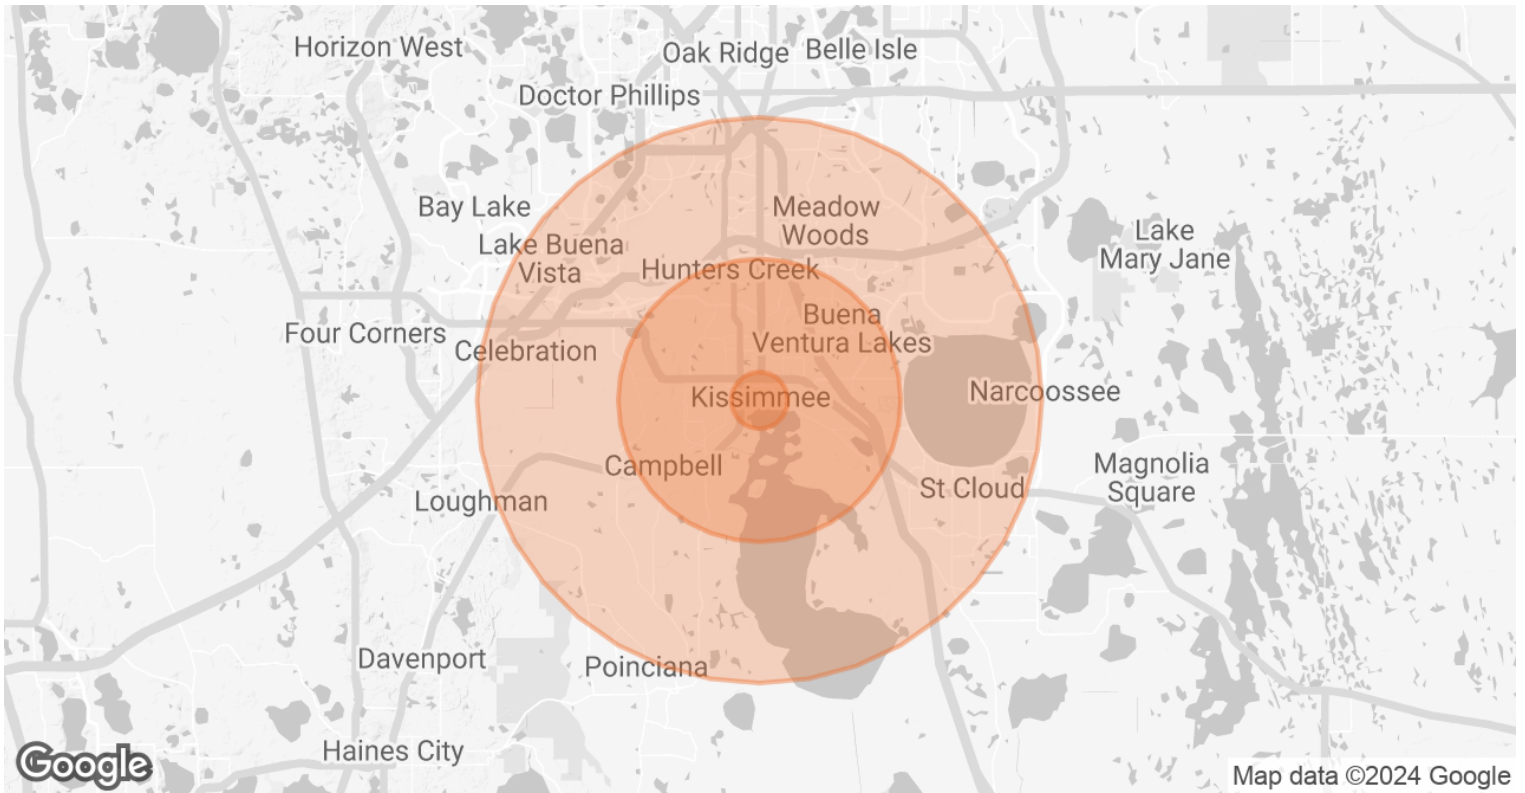 Horizon West
Oak Ridge
Belle Isle
Doctor Phillips
Bay Lake
Meadow
Woods
Lake Buena
Vista
Lake
Mary Jane
Hunters Creek
Four Corners
Buena
Ventura Lakes
Celebration
Kissimmee
Narcoossee
Campbell
Magnolia
Square
Loughman
St Cloud
Davenport
Poinciana
Haines City
Google
Map data ©2024 Google